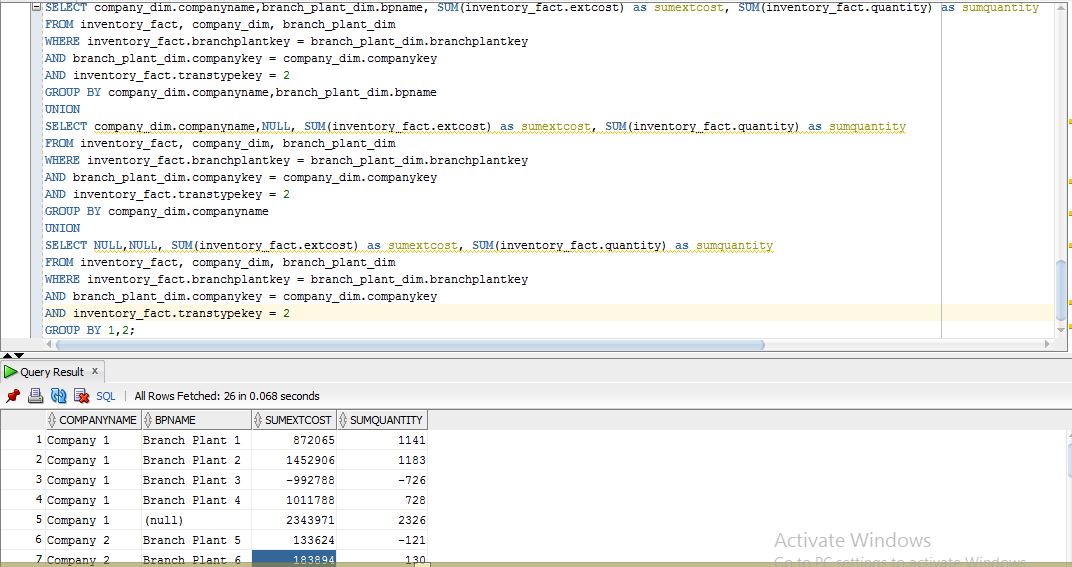 SELECT company_dim.companyname,branch_plant_dim.bpname, SUM(inventory_fact.extcost) as sumextcost, SUM(inventory_fact.quantity) as sumquantity
FROM inventory_fact, company_dim, branch_plant_dim
WHERE inventory_fact.branchplantkey = branch_plant_dim.branchplantkey
AND branch_plant_dim.companykey = company_dim.companykey
AND inventory_fact.transtypekey = 2
GROUP BY company_dim.companyname,branch_plant_dim.bpname
UNION
SELECT company_dim.companyname,NULL, SUM(inventory_fact.extcost) as sumextcost, SUM(inventory_fact.quantity) as sumquantity
FROM inventory_fact, company_dim, branch_plant_dim
WHERE inventory_fact.branchplantkey = branch_plant_dim.branchplantkey
AND branch_plant_dim.companykey = company_dim.companykey
AND inventory_fact.transtypekey = 2
GROUP BY company_dim.companyname
UNION
SELECT NULL,NULL, SUM(inventory_fact.extcost) as sumextcost, SUM(inventory_fact.quantity) as sumquantity
FROM inventory_fact, company_dim, branch_plant_dim
WHERE inventory_fact.branchplantkey = branch_plant_dim.branchplantkey
AND branch_plant_dim.companykey = company_dim.companykey
AND inventory_fact.transtypekey = 2
GROUP BY 1,2;
Query Result x
SQL | All Rows Fetched: 26 in 0.068 seconds
COMPANYNAME BPNAME SUMEXTCOST SUMQUANTITY
1 Company 1 Branch Plant 1 872065 1141
2 Company 1 Branch Plant 2 1452906 1183
3 Company 1 Branch Plant 3 -992788 -726
4 Company 1 Branch Plant 4 1011788 728
5 Company 1 (null) 2343971 2326
6 Company 2 Branch Plant 5 133624 -121
7 Company 2 Branch Plant 6 183894 130
Activate Windows
Go to PC settings to activate Windows.